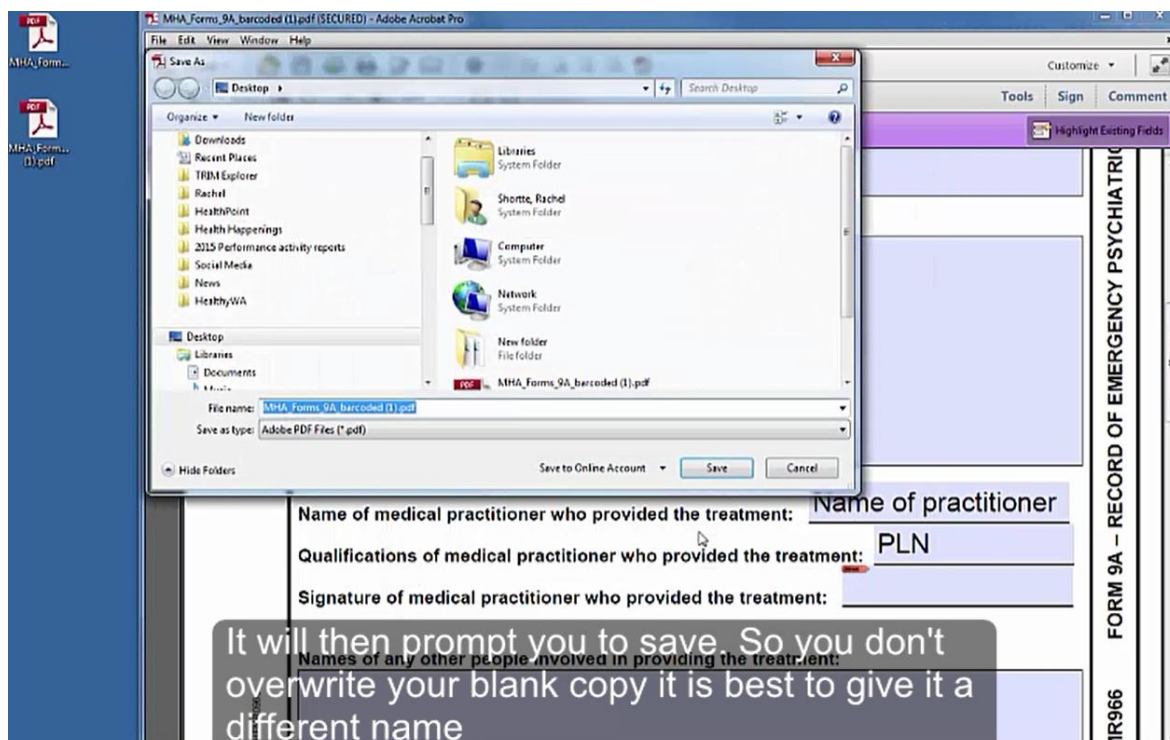 MHA_Forms_9A_barcoded (1).pdf (SECURED) - Adobe Acrobat Pro
File Edit View Window Help
MHA_Form...
MHA_Form...
(1).pdf
Customize
Tools Sign Comment
Highlight Existing Fields
Save As
Desktop
Search Desktop
Organize New folder
Downloads
Recent Places
TRIM Explorer
Rachel
HealthPoint
Health Happenings
2015 Performance activity reports
Social Media
News
HealthyWA
Desktop
Libraries
Documents
Music
Libraries
System Folder
Shortte, Rachel
System Folder
Computer
System Folder
Network
System Folder
New folder
File folder
MHA_Forms_9A_barcoded (1).pdf
File name: MHA_Forms_9A_barcoded (1).pdf
Save as type: Adobe PDF Files (*.pdf)
Hide Folders
Save to Online Account Save Cancel
Name of medical practitioner who provided the treatment: Name of practitioner
Qualifications of medical practitioner who provided the treatment: PLN
Signature of medical practitioner who provided the treatment:
Names of any other people involved in providing the treatment:
It will then prompt you to save. So you don't
overwrite your blank copy it is best to give it a
different name
FORM 9A – RECORD OF EMERGENCY PSYCHIATRIC
MR966